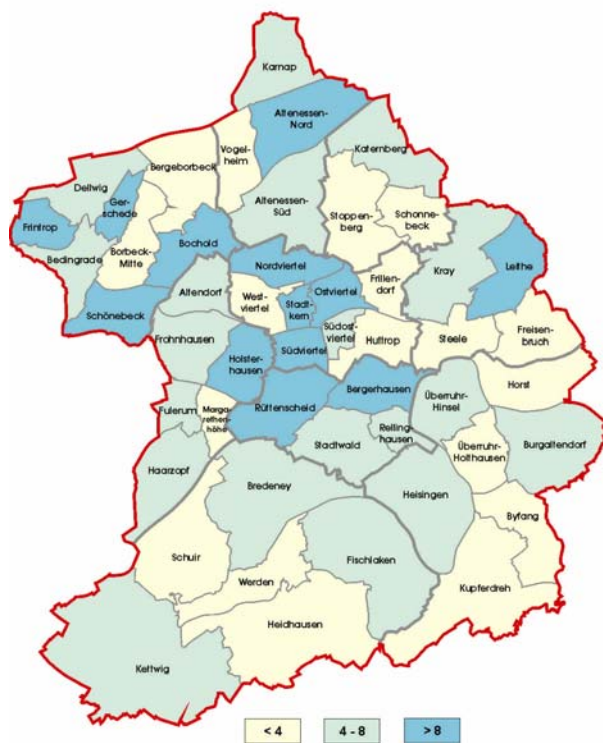 Karnap
Altenessen-
Nord
Vogel-
heim
Katernberg
Bergeborbeck
Dellwig
Ger-
schede
Altenessen-
Süd
Stoppen-
berg
Schonne-
beck
Frintrop
Borbeck-
Mitte
Bochold
Bedingrade
Nordviertel
Kray
Leithe
Altendorf
West-
viertel
Stadt-
kern
Ostviertel
Frillen-
dorf
Schönebeck
Südost-
viertel
Frohnhausen
Huttrop
Steele
Freisen-
bruch
Holster-
hausen
Südviertel
Horst
Bergerhausen
Überruhr-
Hinsel
Fulerum
Marga-
rethen-
höhe
Rüttenscheid
Relling-
hausen
Stadtwald
Überruhr-
Holthausen
Burgaltendorf
Haarzopf
Bredeney
Heisingen
Byfang
Schuir
Fischlaken
Werden
Kupferdreh
Heidhausen
Kettwig
< 4
4 - 8
> 8